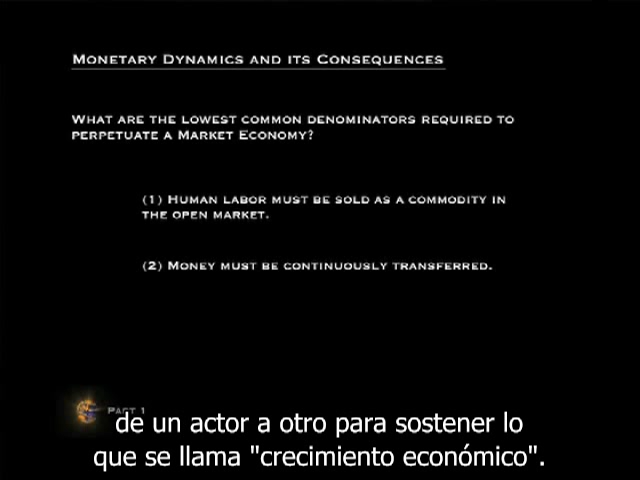 Monetary Dynamics and its Consequences
What are the lowest common denominators required to
perpetuate a Market Economy?
(1) Human labor must be sold as a commodity in
the open market.
(2) Money must be continuously transferred.
Part 1
de un actor a otro para sostener lo
que se llama "crecimiento económico".